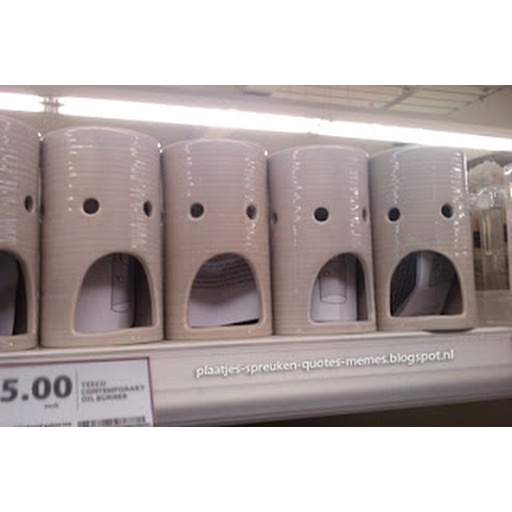 plaatjes-spreuken-quotes-memes.blogspot.nl
5.00
each
TESCO
CONTEMPORARY
OIL BURNER